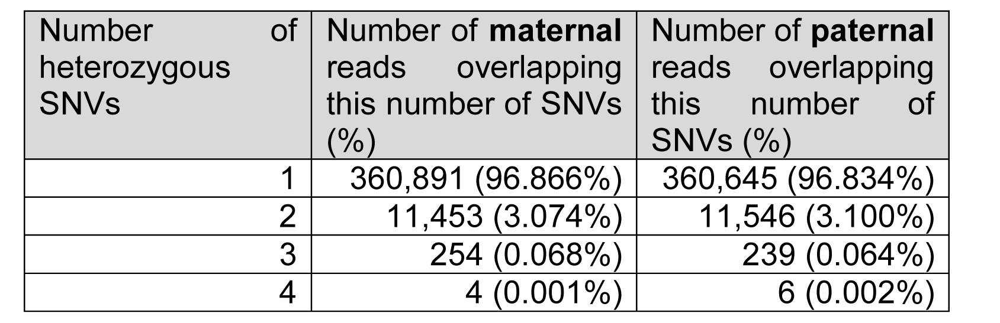 Number of
heterozygous
SNVs
Number of maternal
reads overlapping
this number of SNVs
(%)
Number of paternal
reads overlapping
this number of
SNVs (%)
1
360,891 (96.866%)
360,645 (96.834%)
2
11,453 (3.074%)
11,546 (3.100%)
3
254 (0.068%)
239 (0.064%)
4
4 (0.001%)
6 (0.002%)